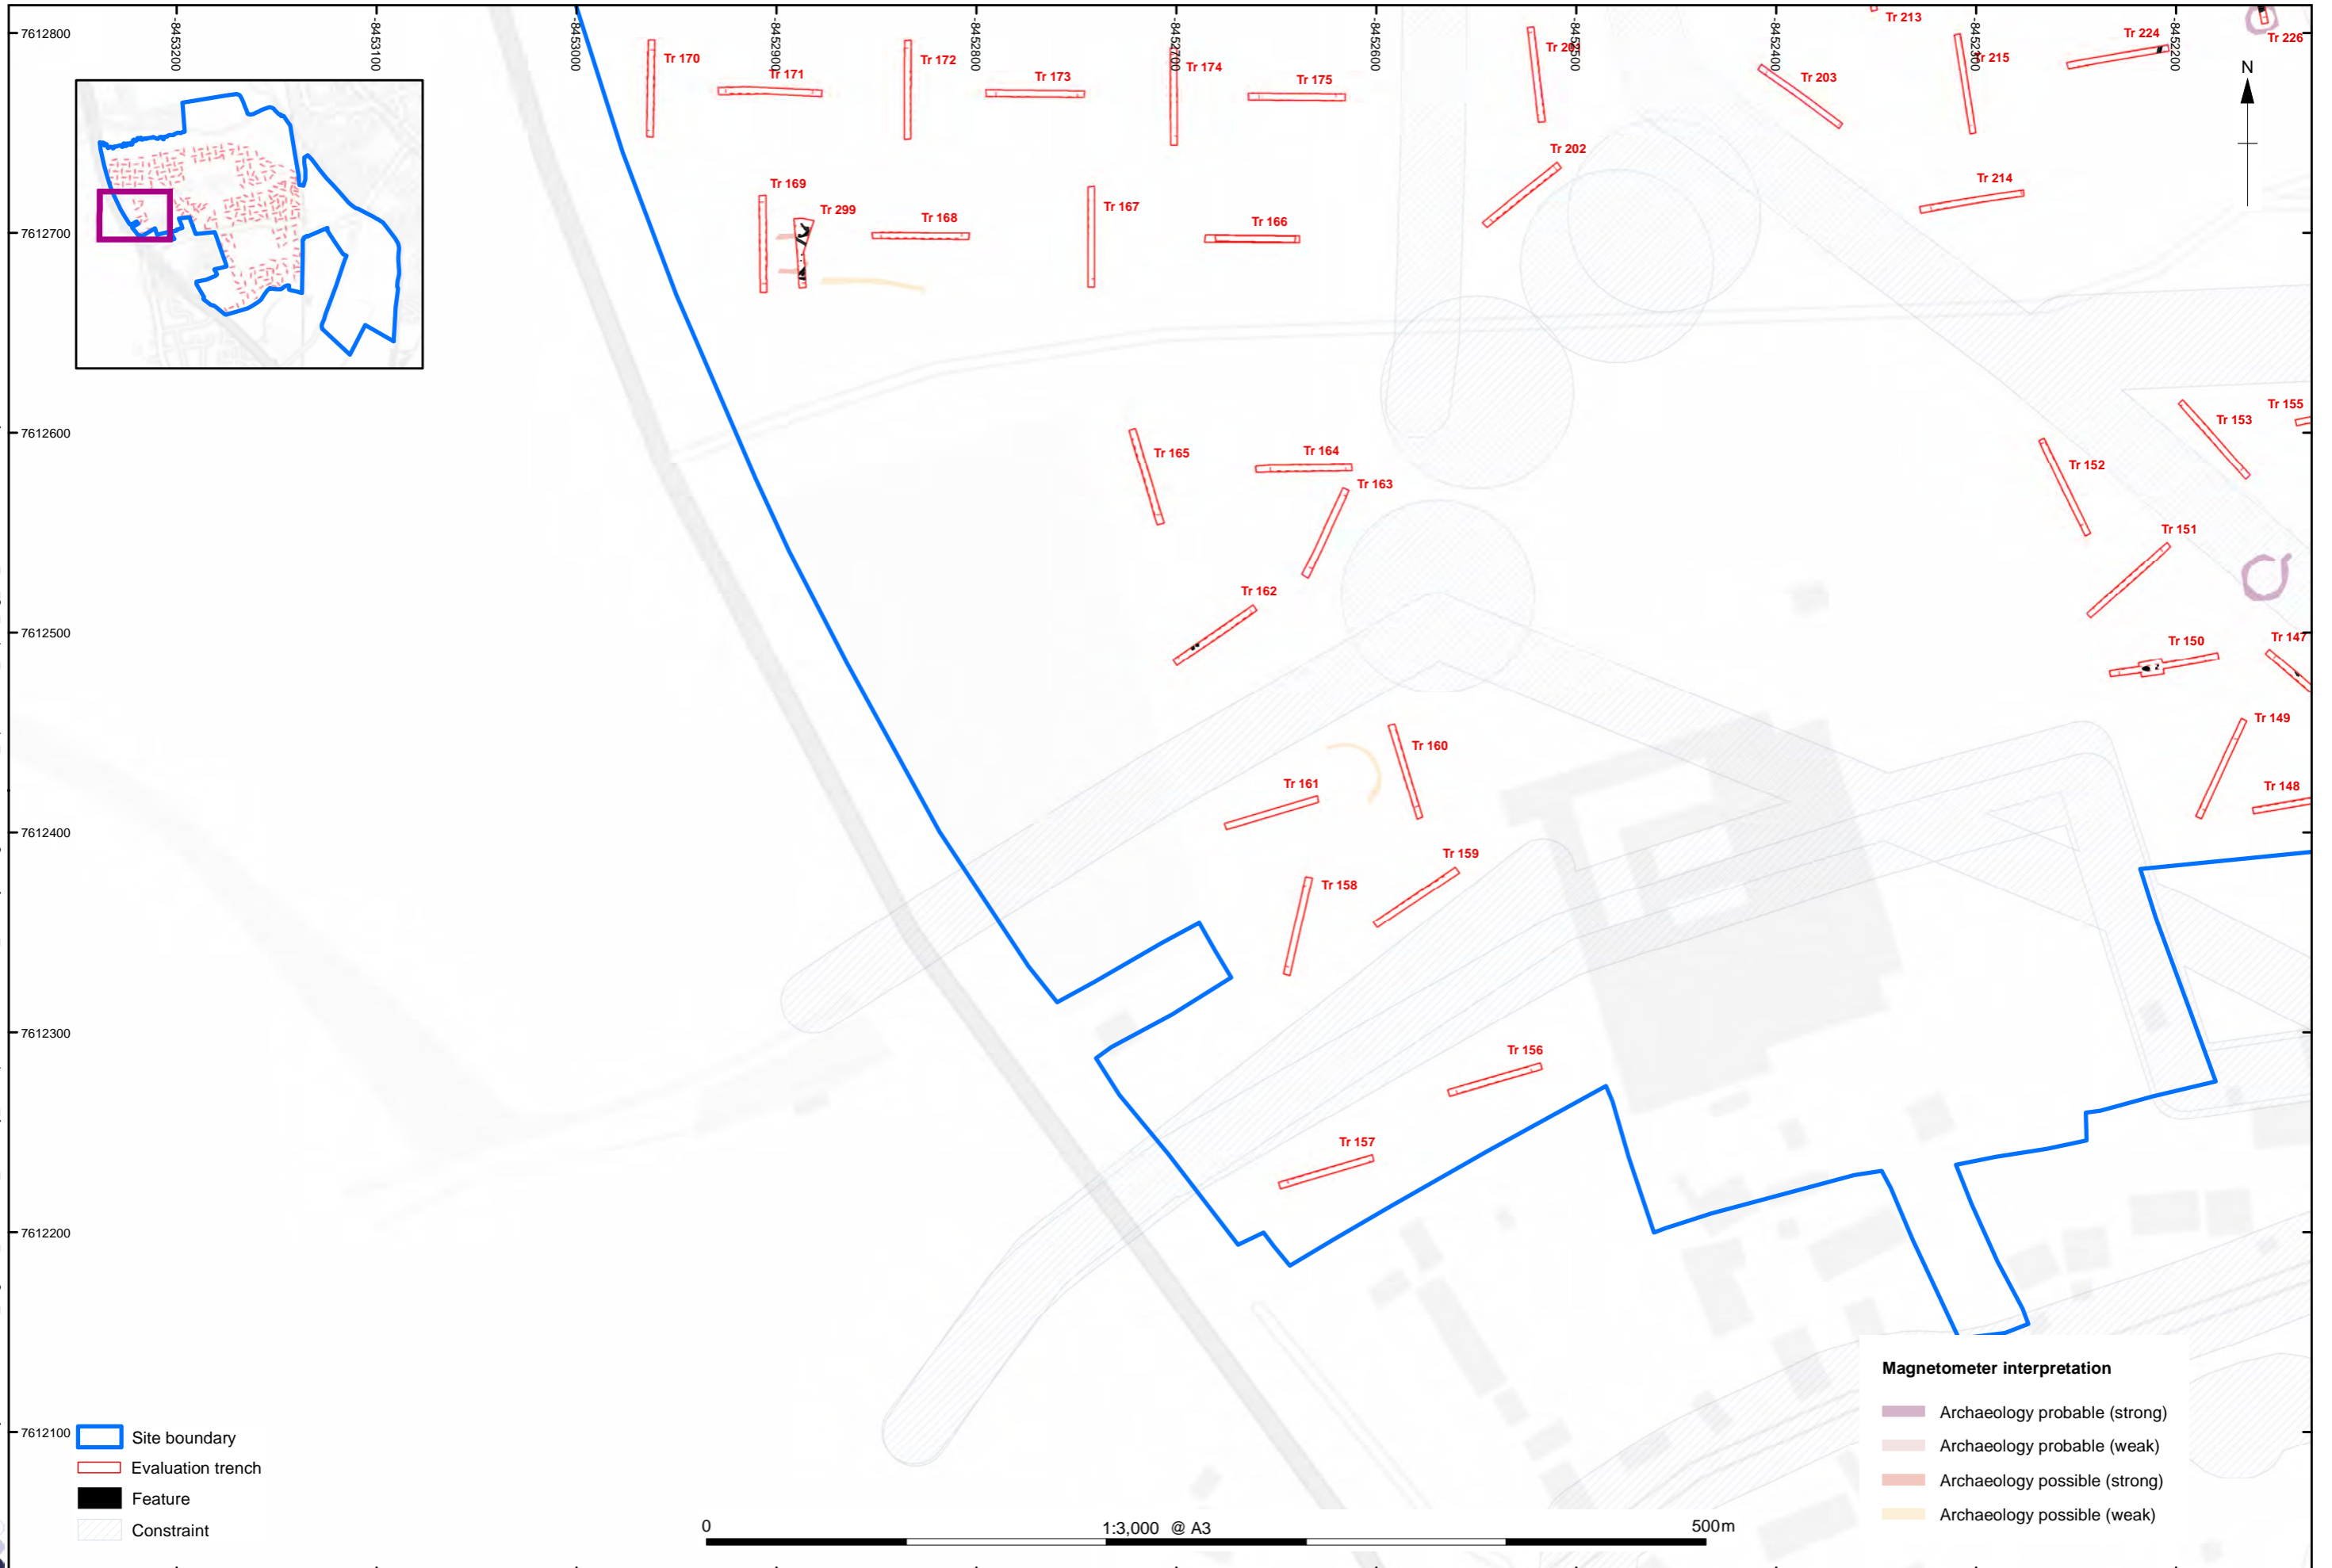 -8453200
-8453100
-8453000
-8452900
-8452800
-8452700
-8452600
-8452500
-8452400
-8452300
-8452200
7612800
7612700
7612600
7612500
7612400
7612300
7612200
7612100
N
Tr 213
Tr 224
Tr 226
Tr 170
Tr 171
Tr 172
Tr 173
Tr 174
Tr 175
Tr 201
Tr 203
Tr 215
Tr 202
Tr 214
Tr 169
Tr 299
Tr 168
Tr 167
Tr 166
Tr 165
Tr 164
Tr 163
Tr 162
Tr 155
Tr 153
Tr 152
Tr 151
Tr 150
Tr 147
Tr 149
Tr 148
Tr 160
Tr 161
Tr 159
Tr 158
Tr 156
Tr 157
Site boundary
Evaluation trench
Feature
Constraint
0
1:3,000 @ A3
500m
Magnetometer interpretation
Archaeology probable (strong)
Archaeology probable (weak)
Archaeology possible (strong)
Archaeology possible (weak)